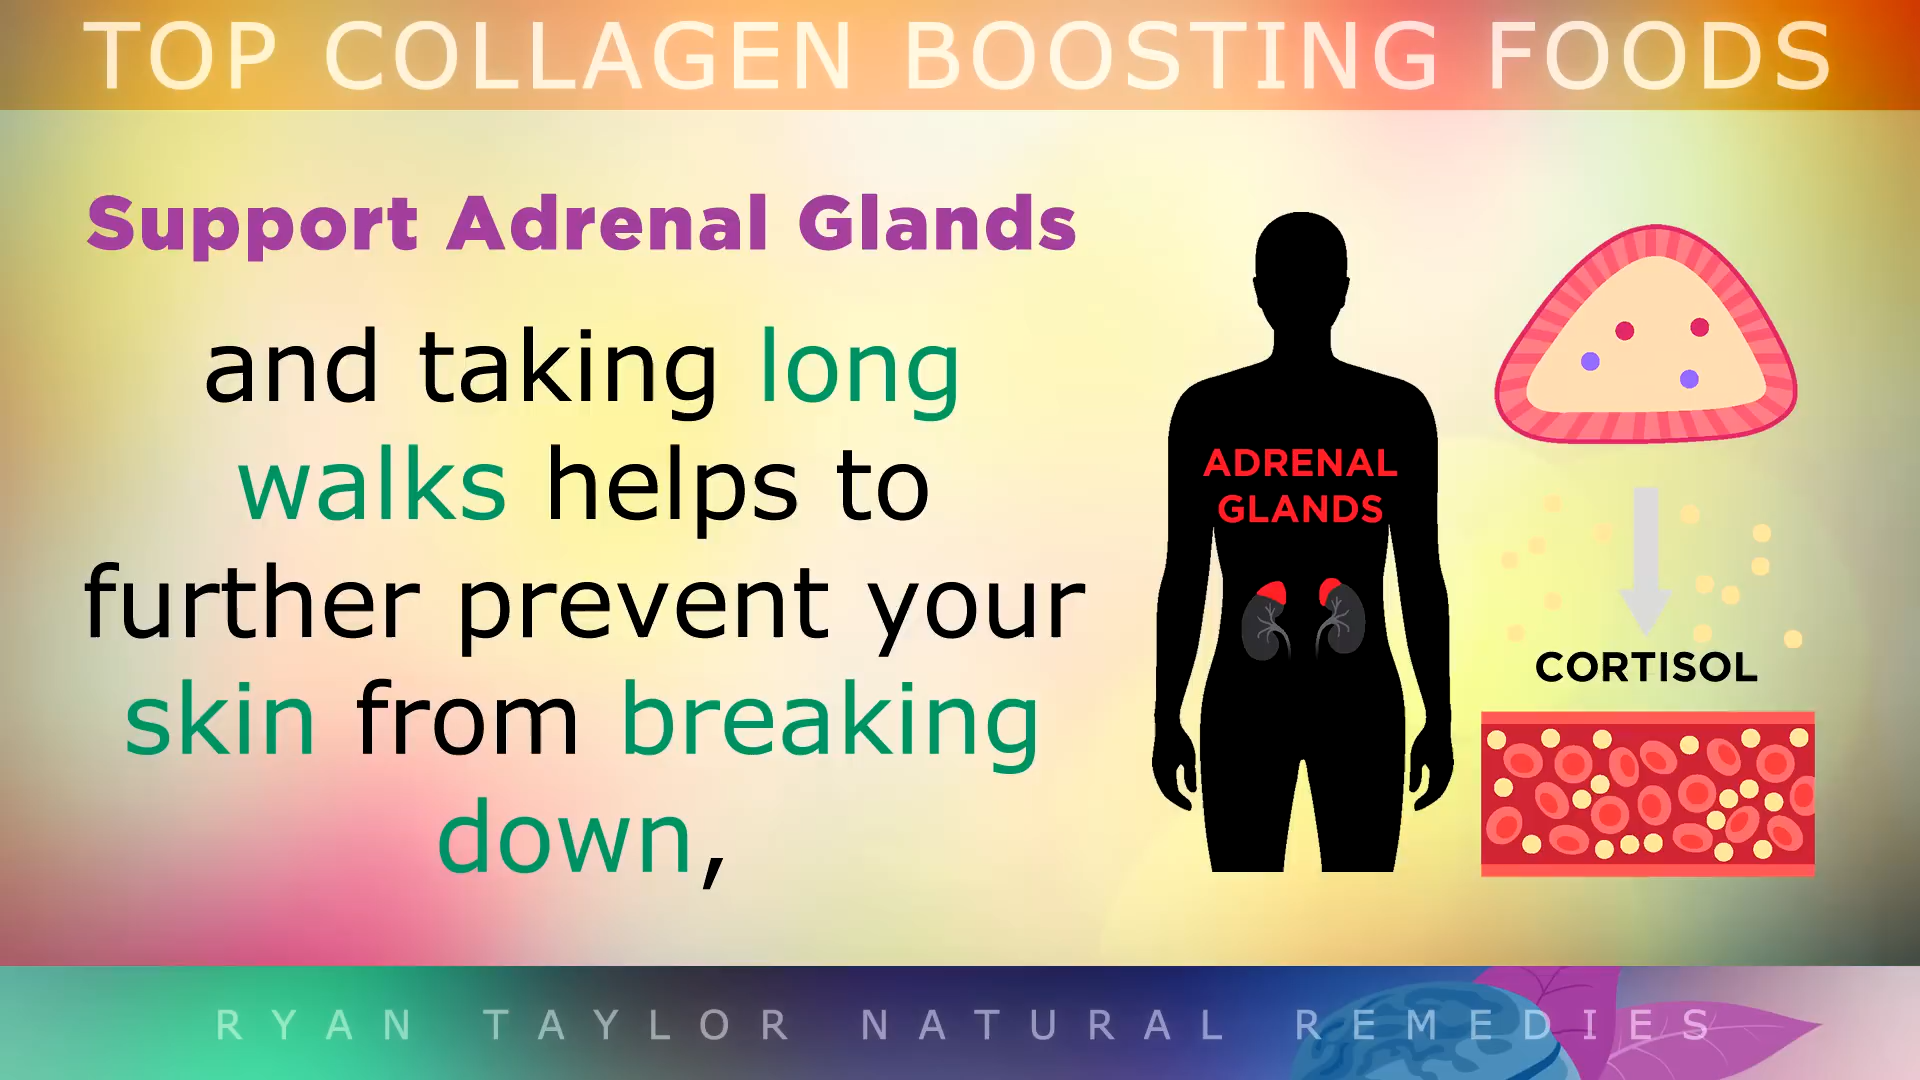 TOP COLLAGEN BOOSTING FOODS
Support Adrenal Glands
and taking long
walks helps to
further prevent your
skin from breaking
down,
ADRENAL
GLANDS
CORTISOL
RYAN TAYLOR NATURAL REMEDIES